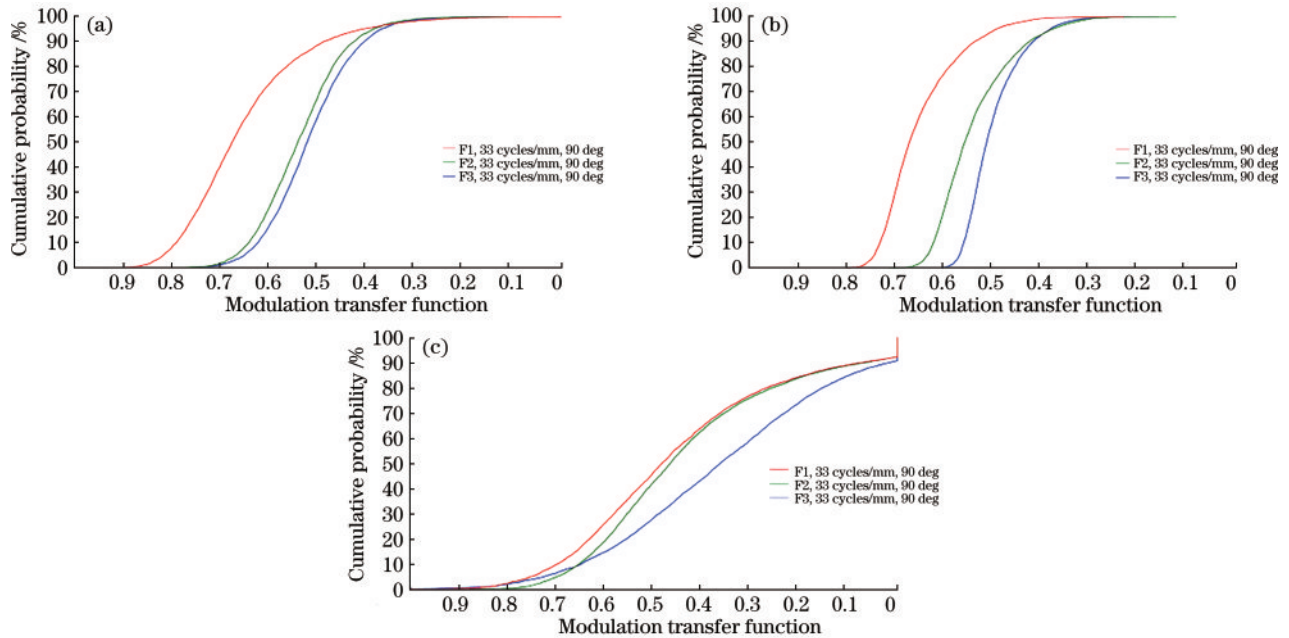 (a)
Cumulative probability /%
100
90
80
70
60
50
40
30
20
10
0
F1, 33 cycles/mm, 90 deg
F2, 33 cycles/mm, 90 deg
F3, 33 cycles/mm, 90 deg
0.9 0.8 0.7 0.6 0.5 0.4 0.3 0.2 0.1 0
Modulation transfer function
(b)
Cumulative probability /%
100
90
80
70
60
50
40
30
20
10
0
F1, 33 cycles/mm, 90 deg
F2, 33 cycles/mm, 90 deg
F3, 33 cycles/mm, 90 deg
0.9 0.8 0.7 0.6 0.5 0.4 0.3 0.2 0.1 0
Modulation transfer function
(c)
Cumulative probability /%
100
90
80
70
60
50
40
30
20
10
0
F1, 33 cycles/mm, 90 deg
F2, 33 cycles/mm, 90 deg
F3, 33 cycles/mm, 90 deg
0.9 0.8 0.7 0.6 0.5 0.4 0.3 0.2 0.1 0
Modulation transfer function